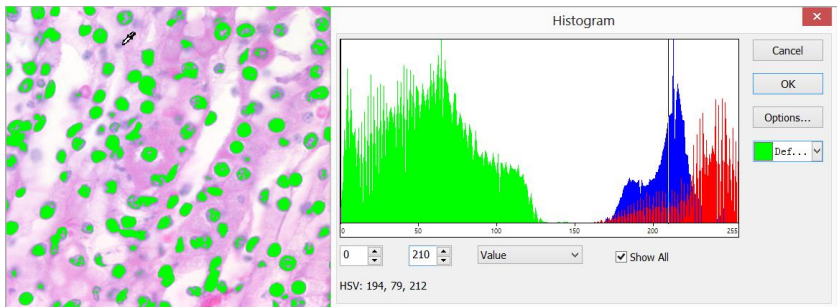 Histogram
Cancel
OK
Options...
Def...
0 50 100 150 200 255
0 210 Value Show All
HSV: 194, 79, 212